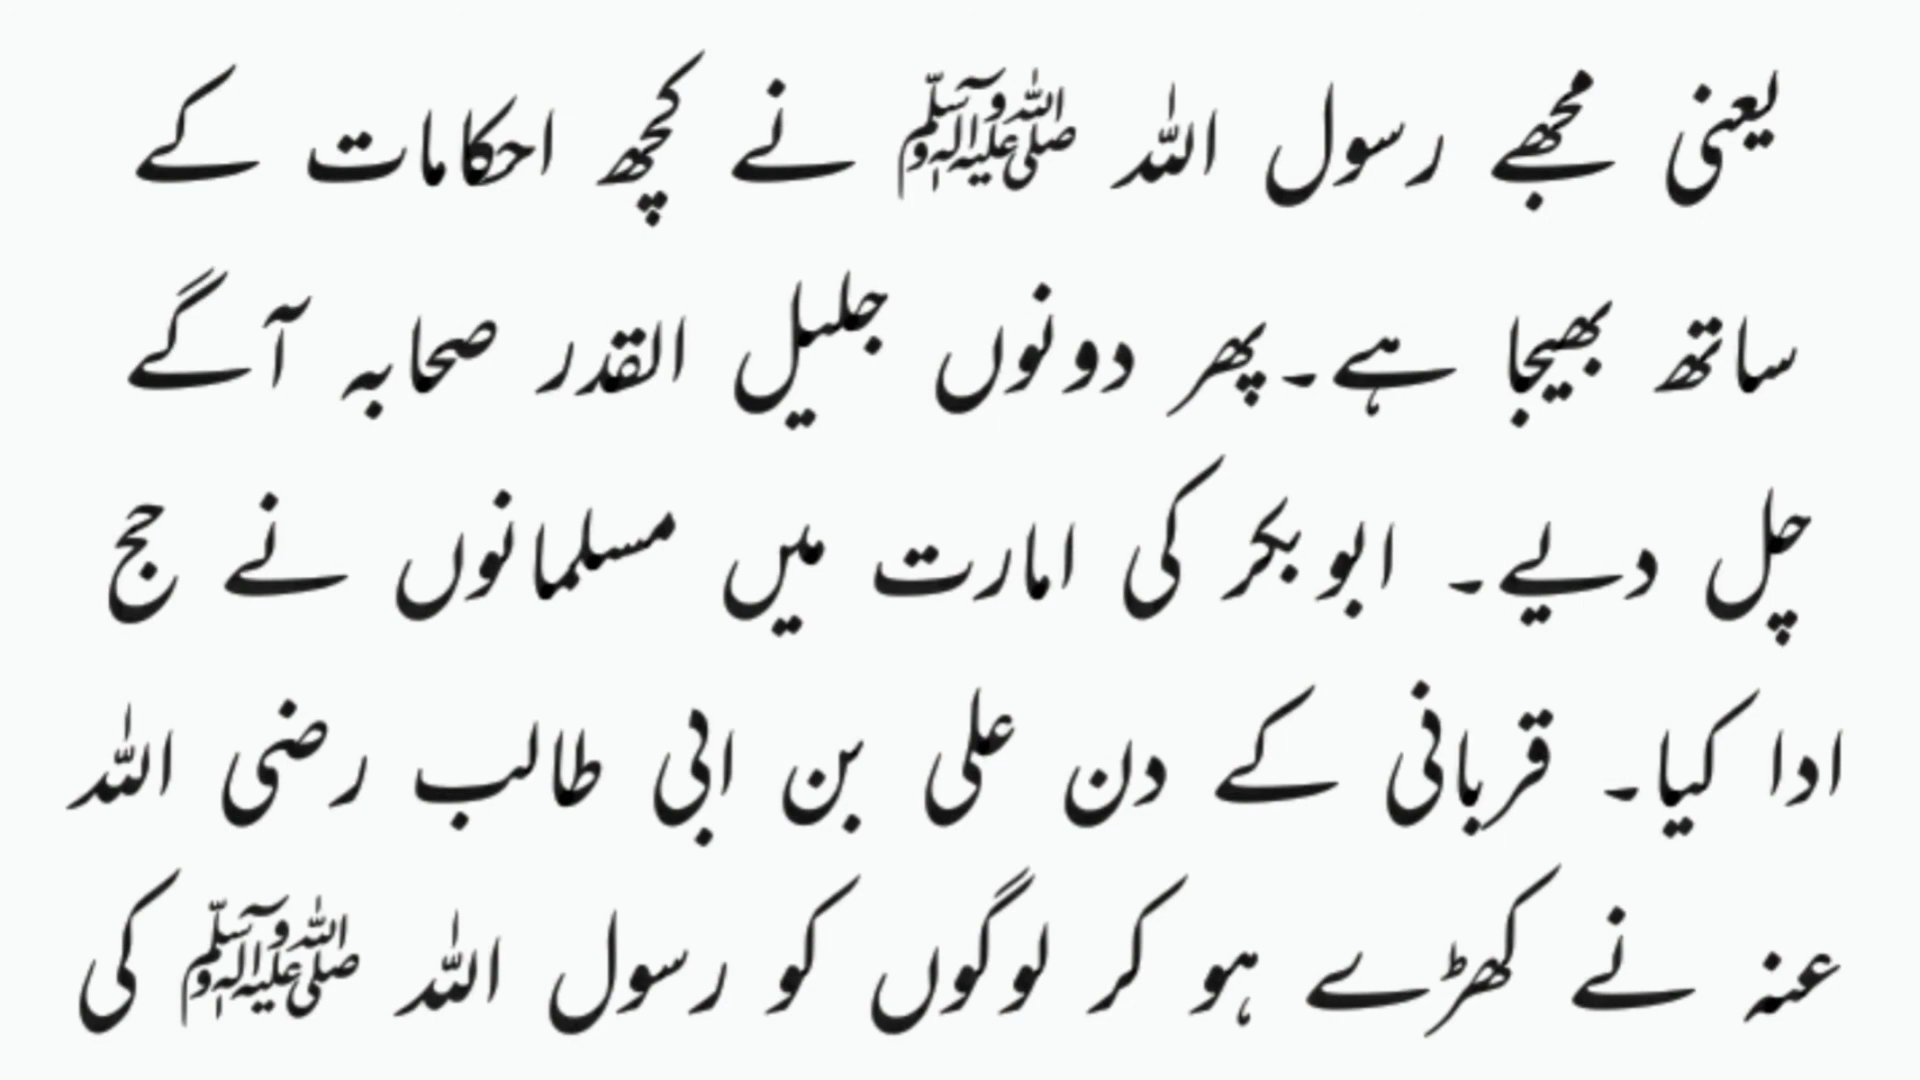 یعنی مجھے رسول اللہ ﷺ نے کچھ احکامات کے
ساتھ بھیجا ہے۔پھر دونوں جلیل القدر صحابہ آگے
چل دیے۔ ابوبکر کی امارت میں مسلمانوں نے حج
ادا کیا۔ قربانی کے دن علی بن ابی طالب رضی اللہ
عنہ نے کھڑے ہو کر لوگوں کو رسول اللہ ﷺ کی